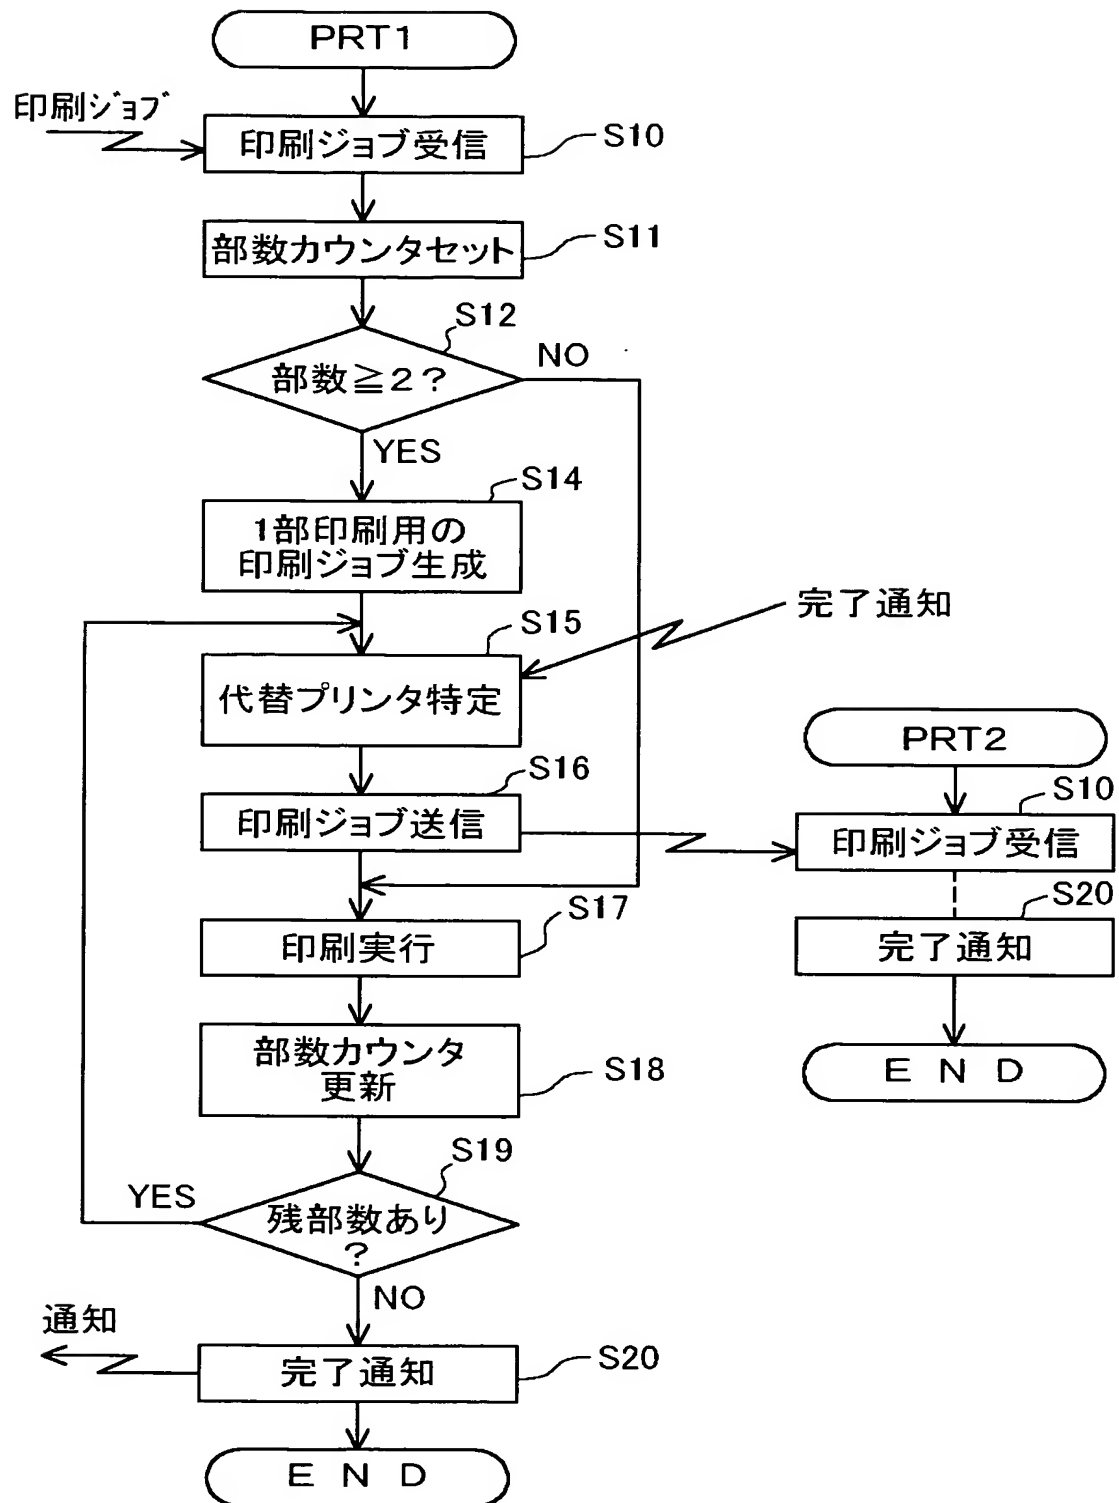 PRT1
印刷ジョブ
印刷ジョブ受信
S10
部数カウンタセット
S11
S12
部数≧2?
NO
YES
S14
1部印刷用の
印刷ジョブ生成
完了通知
S15
代替プリンタ特定
S16
印刷ジョブ送信
S17
印刷実行
部数カウンタ
更新
S18
S19
YES
残部数あり
?
NO
通知
完了通知
S20
END
PRT2
S10
印刷ジョブ受信
S20
完了通知
END